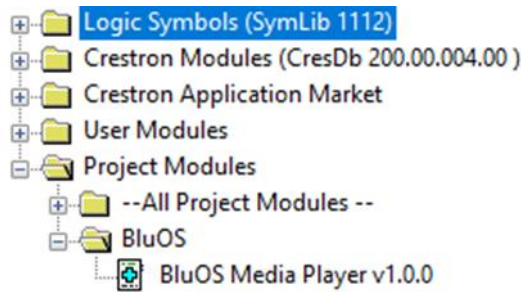 Logic Symbols (SymLib 1112)
Crestron Modules (CresDb 200.00.004.00 )
Crestron Application Market
User Modules
Project Modules
--All Project Modules --
BluOS
BluOS Media Player v1.0.0